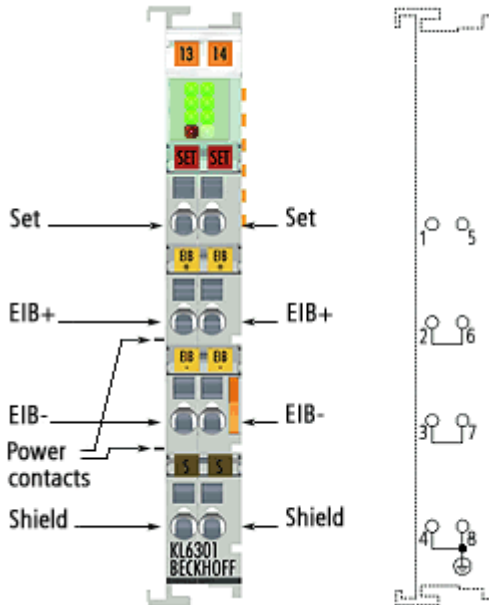 13 14
SET SET
Set Set
1 5
EIB + EIB +
EIB+ EIB+
2 6
EIB - EIB -
EIB- EIB-
3 7
Power
contacts
S S
Shield Shield
4 8
KL6301
BECKHOFF